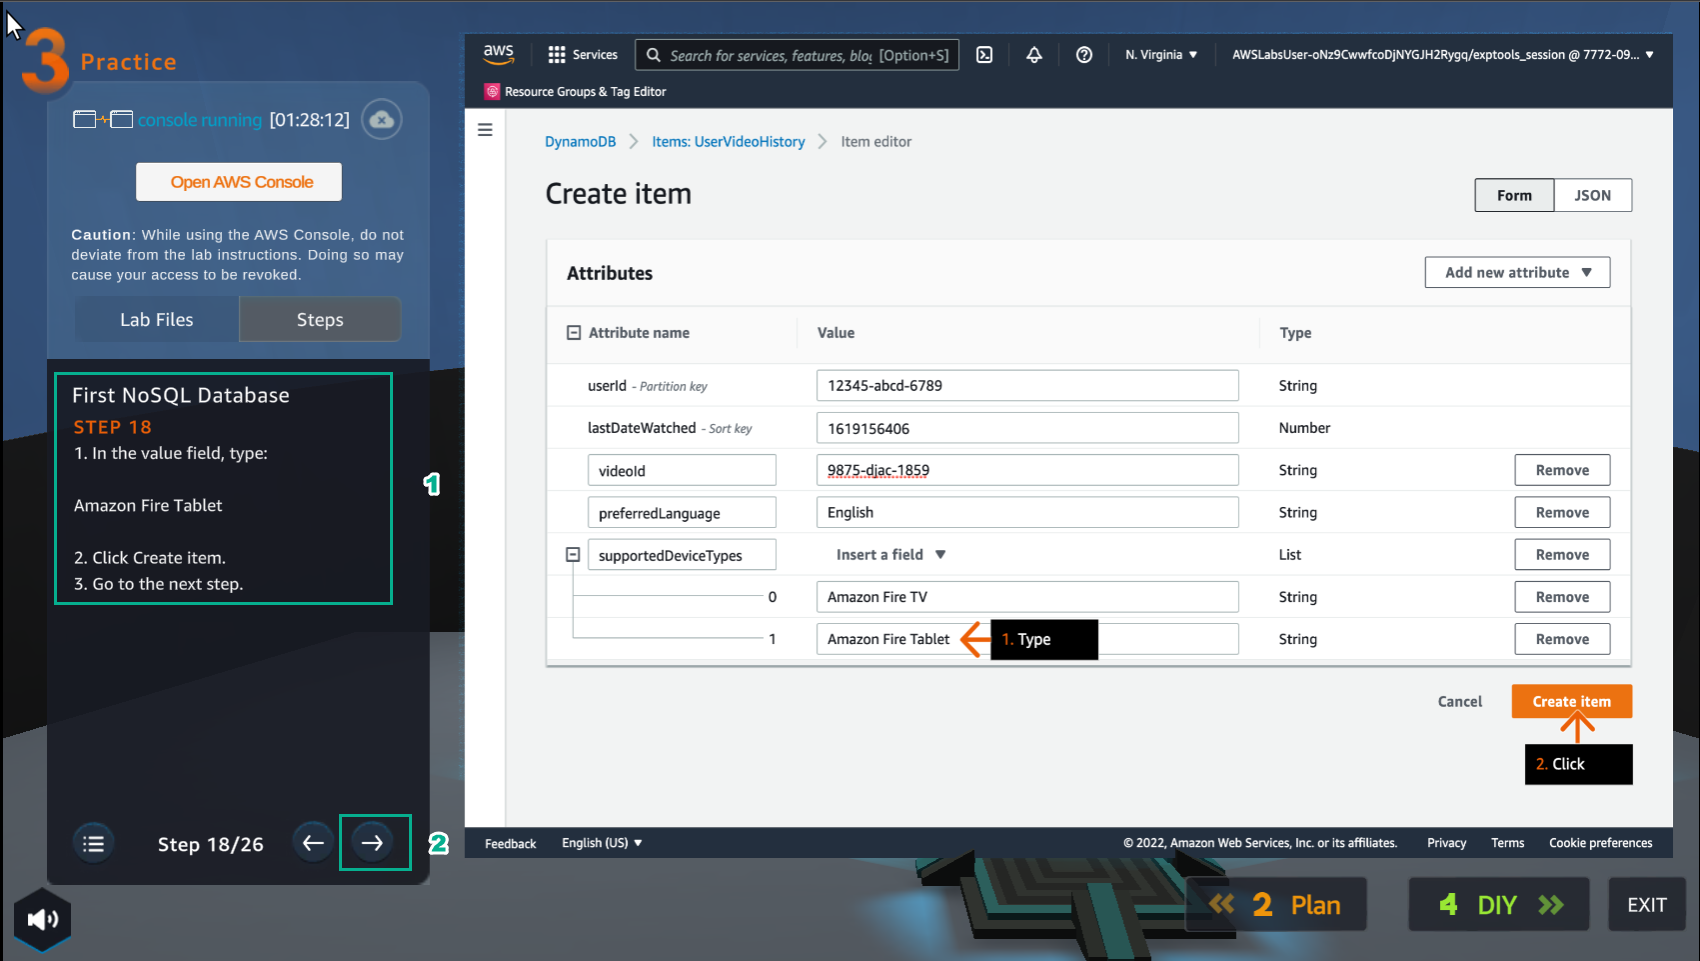 3 Practice
console running [01:28:12]
Open AWS Console
Caution: While using the AWS Console, do not
deviate from the lab instructions. Doing so may
cause your access to be revoked.
Lab Files
Steps
First NoSQL Database
STEP 18
1. In the value field, type:
Amazon Fire Tablet
2. Click Create item.
3. Go to the next step.
1
Step 18/26
2
aws
Services
Search for services, features, blog [Option+S]
N. Virginia
AWSLabsUser-oNz9CwwfcoDjNYGJH2Rygq/exptools_session @ 7772-09...
Resource Groups & Tag Editor
DynamoDB > Items: UserVideoHistory > Item editor
Create item
Form
JSON
Attributes
Add new attribute
Attribute name
Value
Type
userId - Partition key
12345-abcd-6789
String
lastDateWatched - Sort key
1619156406
Number
videoId
9875-djac-1859
String
Remove
preferredLanguage
English
String
Remove
supportedDeviceTypes
Insert a field
List
Remove
0
Amazon Fire TV
String
Remove
1
Amazon Fire Tablet
1. Type
String
Remove
Cancel
Create item
2. Click
Feedback
English (US)
© 2022, Amazon Web Services, Inc. or its affiliates.
Privacy
Terms
Cookie preferences
2 Plan
4 DIY
EXIT